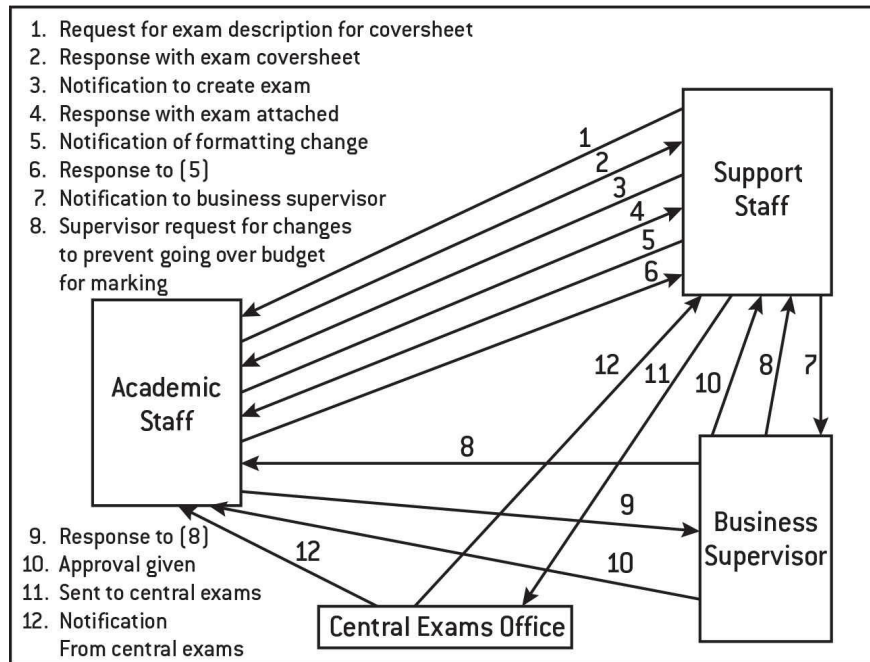 1. Request for exam description for coversheet
2. Response with exam coversheet
3. Notification to create exam
4. Response with exam attached
5. Notification of formatting change
6. Response to (5)
7. Notification to business supervisor
8. Supervisor request for changes
to prevent going over budget
for marking
1
2
3
4
5
6
Support
Staff
Academic
Staff
12
11
10
8
7
8
9
10
12
Business
Supervisor
9. Response to (8)
10. Approval given
11. Sent to central exams
12. Notification
From central exams
Central Exams Office